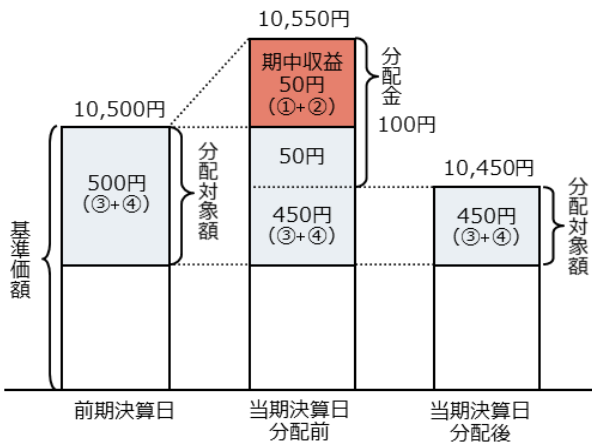 10,550円
期中収益
50円
(①+②)
分配金
100円
10,500円
50円
10,450円
500円
(③+④)
分配対象額
450円
(③+④)
450円
(③+④)
分配対象額
基準価額
前期決算日
当期決算日
分配前
当期決算日
分配後